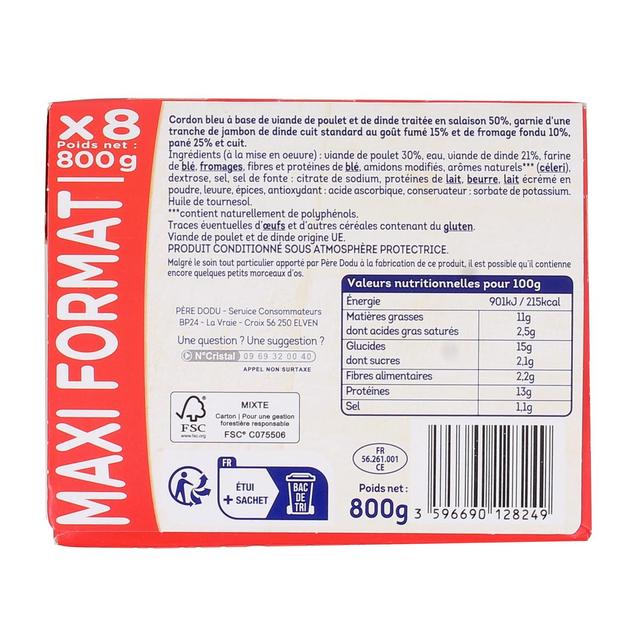 x8
Poids net :
800g
MAXI FORMAT
Cordon bleu à base de viande de poulet et de dinde traitée en salaison 50%, garnie d'une
tranche de jambon de dinde cuit standard au goût fumé 15% et de fromage fondu 10%,
pané 25% et cuit.
Ingrédients (à la mise en oeuvre) : viande de poulet 30%, eau, viande de dinde 21%, farine
de blé, fromages, fibres et protéines de blé, amidons modifiés, arômes naturels*** (céleri),
dextrose, sel, sel de fonte : citrate de sodium, protéines de lait, beurre, lait écrémé en
poudre, levure, épices, antioxydant : acide ascorbique, conservateur : sorbate de potassium.
Huile de tournesol.
***contient naturellement de polyphénols.
Traces éventuelles d'œufs et d'autres céréales contenant du gluten.
Viande de poulet et de dinde origine UE.
PRODUIT CONDITIONNÉ SOUS ATMOSPHÈRE PROTECTRICE.
Malgré le soin tout particulier apporté par Père Dodu à la fabrication de ce produit, il est possible qu'il contienne
encore quelques petits morceaux d'os.
PÈRE DODU - Service Consommateurs
BP24 - La Vraie - Croix 56 250 ELVEN
Une question ? Une suggestion ?
N°Cristal 09 69 32 00 40
APPEL NON SURTAXE
Valeurs nutritionnelles pour 100g
Énergie 901kJ / 215kcal
Matières grasses 11g
dont acides gras saturés 2,5g
Glucides 15g
dont sucres 2,1g
Fibres alimentaires 2,2g
Protéines 13g
Sel 1,1g
FSC
www.fsc.org
MIXTE
Carton | Pour une gestion
forestière responsable
FSC® C075506
FR
ÉTUI
+ SACHET
BAC
DE
TRI
FR
56.261.001
CE
Poids net :
800g
3 596690 128249